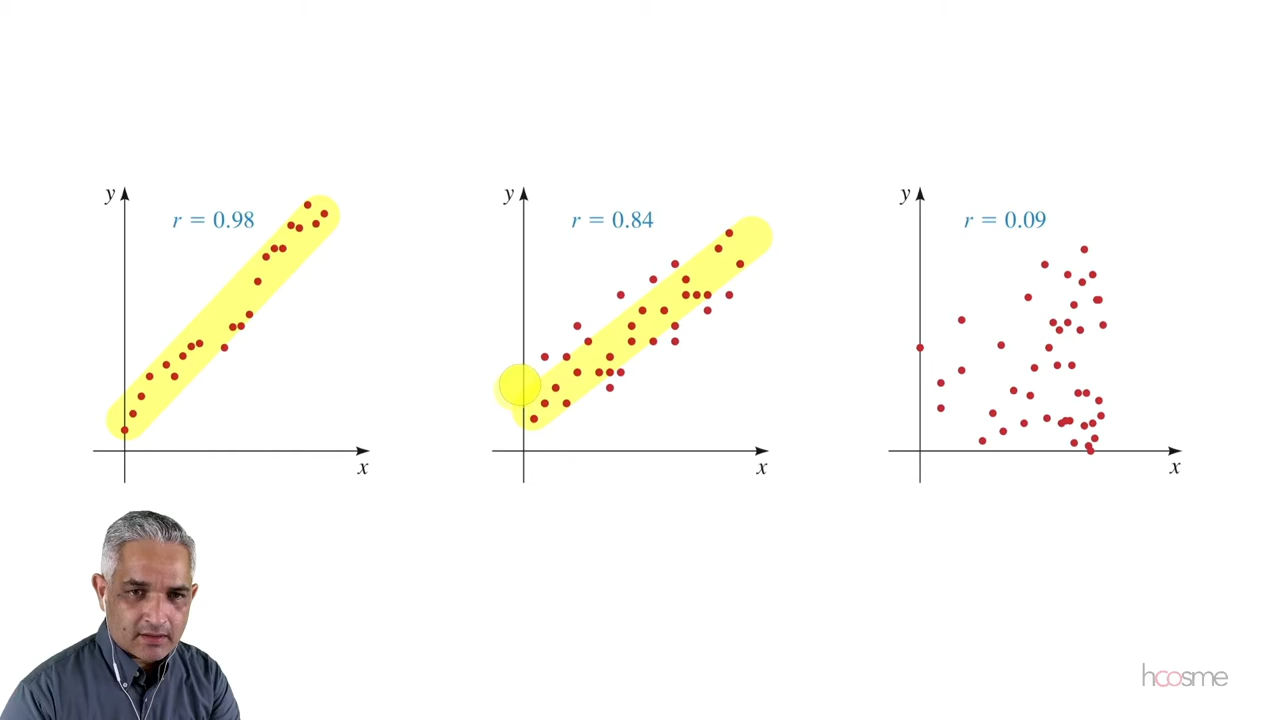 y
r = 0.98
x
y
r = 0.84
x
y
r = 0.09
x
hcosme